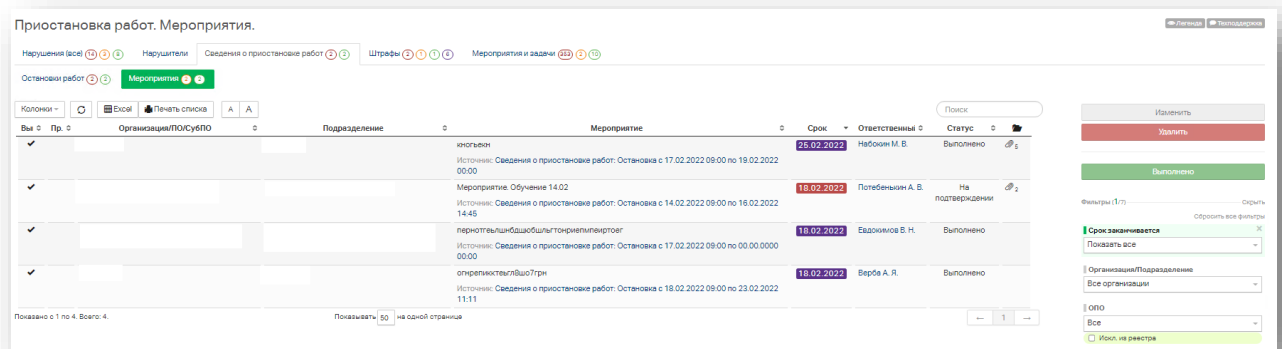 Приостановка работ. Мероприятия.
Легенда Техподдержка
Нарушения (все) 14 3 8 Нарушители Сведения о приостановке работ 2 2 Штрафы 2 1 1 6 Мероприятия и задачи 353 2 10
Остановки работ 2 2 Мероприятия 2 2
Колонки Excel Печать списка A A Поиск
Вы Пр. Организация/ПО/СубПО Подразделение Мероприятие Срок Ответственны Статус
кногьекн 25.02.2022 Набокин М. В. Выполнено 5
Источник: Сведения о приостановке работ: Остановка с 17.02.2022 09:00 по 19.02.2022
00:00
Мероприятие. Обучение 14.02 18.02.2022 Потебенькин А. В. На 2
подтверждении
Источник: Сведения о приостановке работ: Остановка с 14.02.2022 09:00 по 16.02.2022
14:45
пернотгеьлшнбдщаобшльгтонриепмпеиртоег 18.02.2022 Евдокимов В. Н. Выполнено
Источник: Сведения о приостановке работ: Остановка с 17.02.2022 09:00 по 00.00.0000
00:00
огнрепикктеьгл8шо7грн 18.02.2022 Верба А. Я. Выполнено
Источник: Сведения о приостановке работ: Остановка с 18.02.2022 09:00 по 23.02.2022
11:11
Показано с 1 по 4. Всего: 4. Показывать 50 на одной странице ← 1 →
Изменить
Удалить
Выполнено
Фильтры (1/7) Скрыть
Сбросить все фильтры
Срок заканчивается ×
Показать все
Организация/Подразделение
Все организации
ОПО
Все
Искл. из реестра